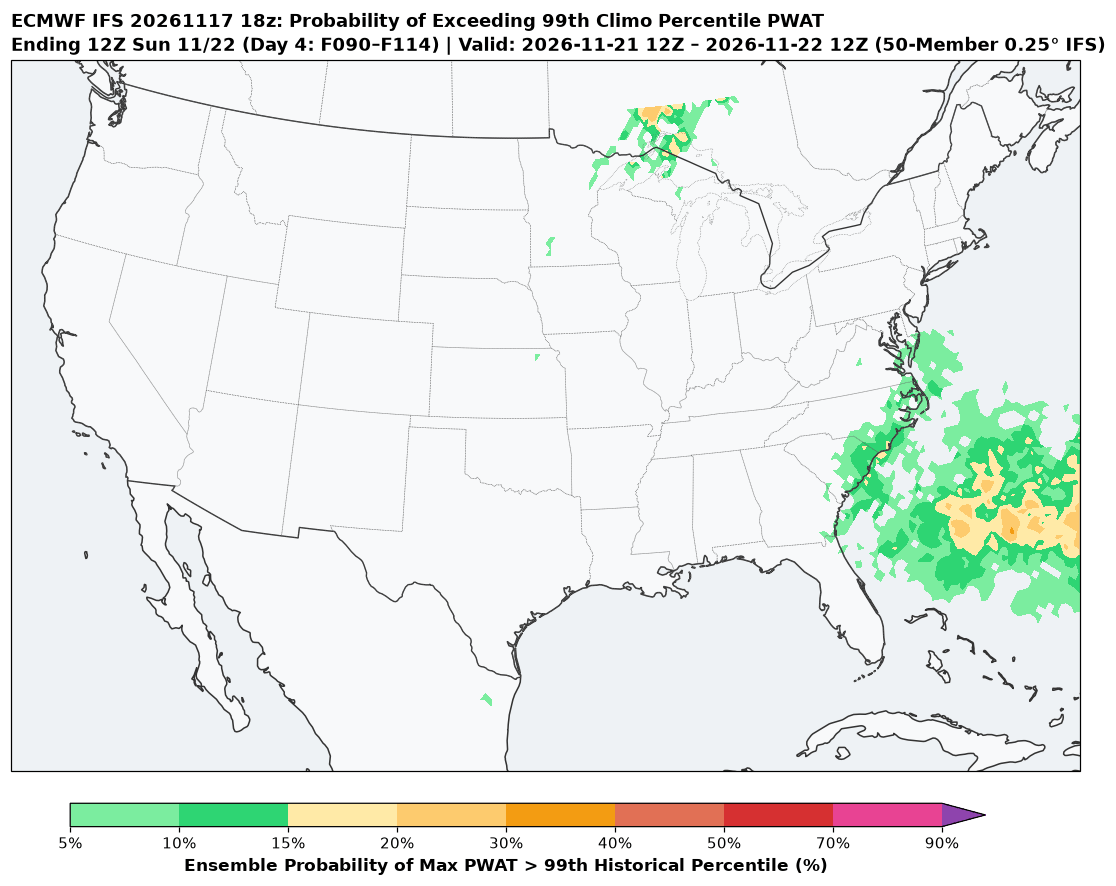 ECMWF IFS 20261117 18z: Probability of Exceeding 99th Climo Percentile PWAT
Ending 12Z Sun 11/22 (Day 4: F090–F114) | Valid: 2026-11-21 12Z – 2026-11-22 12Z (50-Member 0.25° IFS)
5% 10% 15% 20% 30% 40% 50% 70% 90%
Ensemble Probability of Max PWAT > 99th Historical Percentile (%)